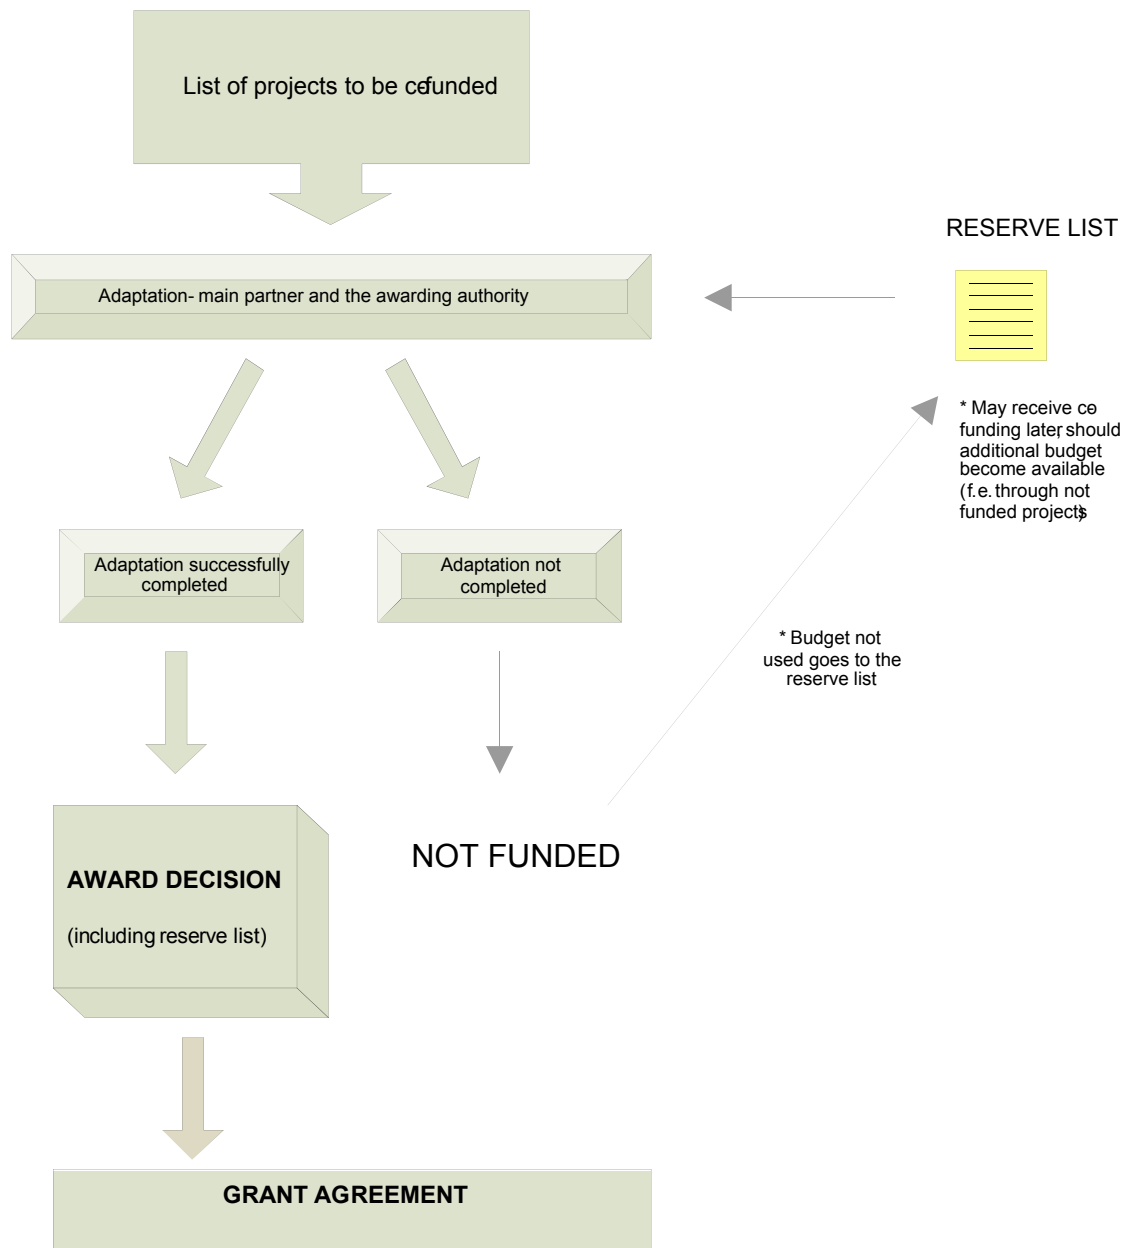 List of projects to be co-funded
RESERVE LIST
Adaptation- main partner and the awarding authority
* May receive co-
funding later, should
additional budget
become available
(f.e. through not
funded projects)
Adaptation successfully
completed
Adaptation not
completed
* Budget not
used goes to the
reserve list
NOT FUNDED
AWARD DECISION
(including reserve list)
GRANT AGREEMENT